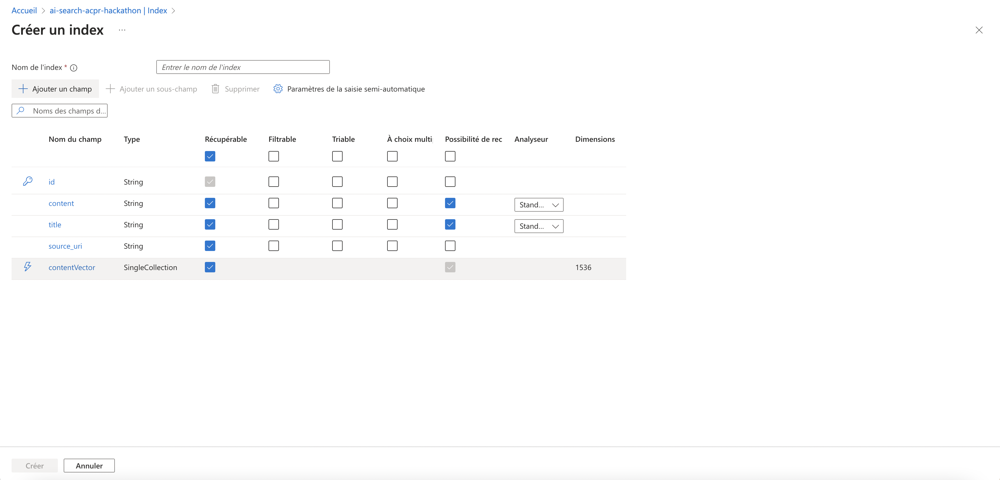 Accueil > ai-search-acpr-hackathon | Index >
Créer un index ...
Nom de l'index * Entrer le nom de l'index
Ajouter un champ Ajouter un sous-champ Supprimer Paramètres de la saisie semi-automatique
Noms des champs d...
Nom du champ Type Récupérable Filtrable Triable À choix multi Possibilité de rec Analyseur Dimensions
id String
content String Stand...
title String Stand...
source_uri String
contentVector SingleCollection 1536
Créer Annuler